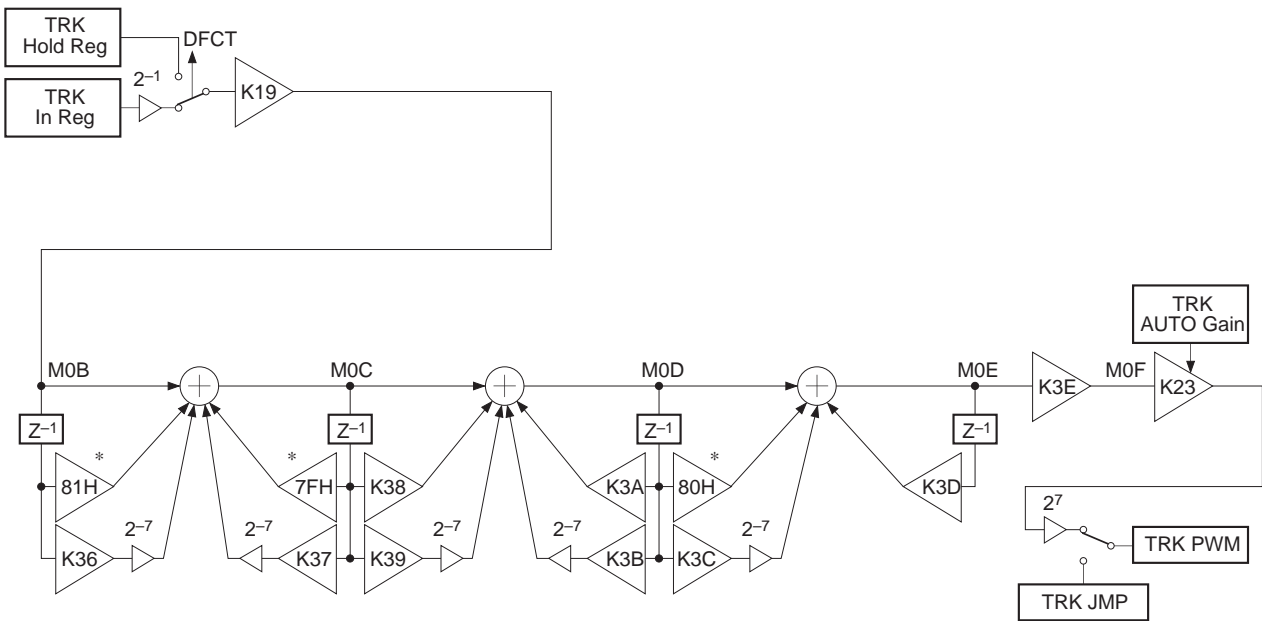 TRK
Hold Reg
DFCT
2–1
TRK
In Reg
K19
TRK
AUTO Gain
M0B
M0C
M0D
M0E
K3E
M0F
K23
Z–1
Z–1
Z–1
Z–1
*
*
*
81H
7FH
K38
K3A
80H
K3D
2–7
2–7
2–7
2–7
2–7
27
K36
K37
K39
K3B
K3C
TRK PWM
TRK JMP